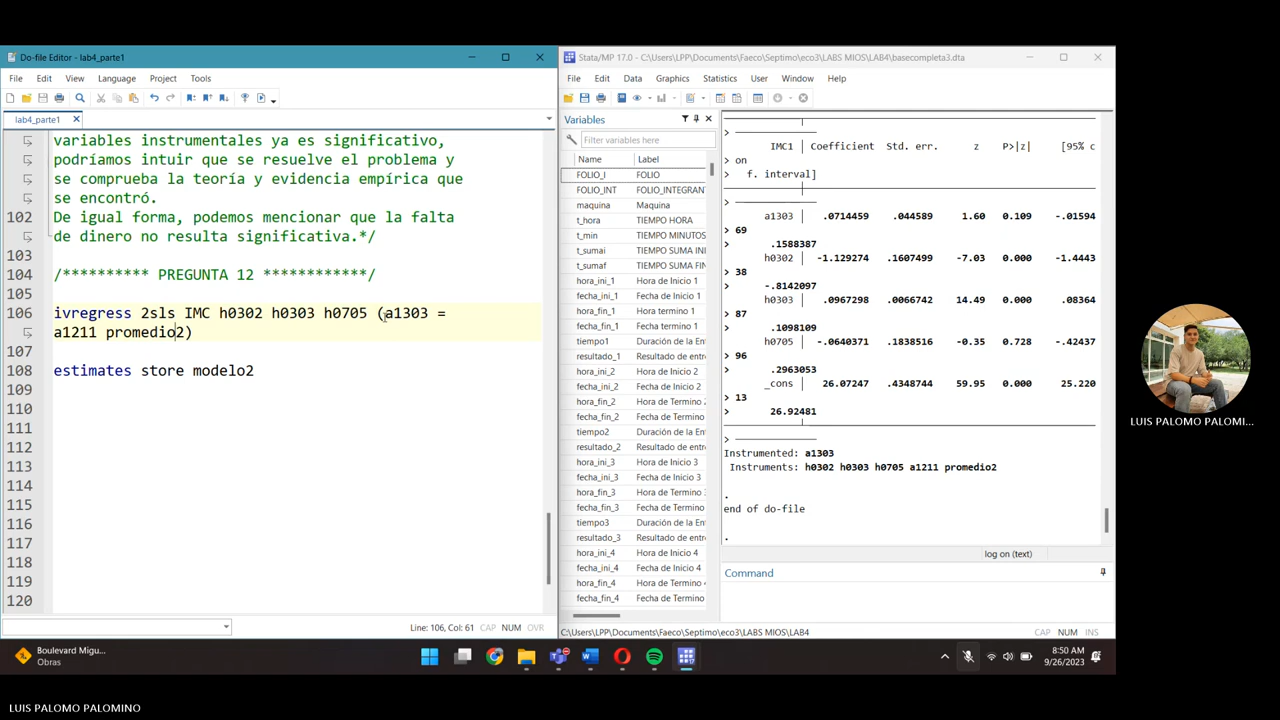 Do-file Editor - lab4_parte1
File Edit View Language Project Tools
lab4_parte1
variables instrumentales ya es significativo,
podríamos intuir que se resuelve el problema y
se comprueba la teoría y evidencia empírica que
se encontró.
102 De igual forma, podemos mencionar que la falta
de dinero no resulta significativa.*/
103
104 /********** PREGUNTA 12 ************/
105
106 ivregress 2sls IMC h0302 h0303 h0705 (a1303 =
a1211 promedio2)
107
108 estimates store modelo2
109
110
111
112
113
114
115
116
117
118
119
120
Line: 106, Col: 61 CAP NUM OVR
Stata/MP 17.0 - C:\Users\LPP\Documents\Faeco\Septimo\eco3\LABS MIOS\LAB4\basecompleta3.dta
File Edit Data Graphics Statistics User Window Help
Variables
Filter variables here
Name Label
FOLIO_I FOLIO
FOLIO_INT FOLIO_INTEGRAN
maquina Maquina
t_hora TIEMPO HORA
t_min TIEMPO MINUTOS
t_sumai TIEMPO SUMA INI
t_sumaf TIEMPO SUMA FIN
hora_ini_1 Hora de Inicio 1
fecha_ini_1 Fecha de Inicio 1
hora_fin_1 Hora termino 1
fecha_fin_1 Fecha termino 1
tiempo1 Duración de la Ent
resultado_1 Resultado de entre
hora_ini_2 Hora de Inicio 2
fecha_ini_2 Fecha de Inicio 2
hora_fin_2 Hora de Termino 2
fecha_fin_2 Fecha de Termino
tiempo2 Duración de la Ent
resultado_2 Resultado de entre
hora_ini_3 Hora de Inicio 3
fecha_ini_3 Fecha de Inicio 3
hora_fin_3 Hora de Termino 3
fecha_fin_3 Fecha de Termino
tiempo3 Duración de la Ent
resultado_3 Resultado de entre
hora_ini_4 Hora de Inicio 4
fecha_ini_4 Fecha de Inicio 4
hora_fin_4 Hora de Termino 4
fecha_fin_4 Fecha de Termino
>
IMC1 | Coefficient Std. err. z P>|z| [95% c
> on
> f. interval]
>
a1303 | .0714459 .044589 1.60 0.109 -.01594
> 69
> .1588387
h0302 | -1.129274 .1607499 -7.03 0.000 -1.4443
> 38
> -.8142097
h0303 | .0967298 .0066742 14.49 0.000 .08364
> 87
> .1098109
h0705 | -.0640371 .1838516 -0.35 0.728 -.42437
> 96
> .2963053
_cons | 26.07247 .4348744 59.95 0.000 25.220
> 13
> 26.92481
>
Instrumented: a1303
Instruments: h0302 h0303 h0705 a1211 promedio2
.
end of do-file
.
log on (text)
Command
C:\Users\LPP\Documents\Faeco\Septimo\eco3\LABS MIOS\LAB4
CAP NUM INS
LUIS PALOMO PALOMI...
Boulevard Migu...
Obras
8:50 AM
9/26/2023
LUIS PALOMO PALOMINO